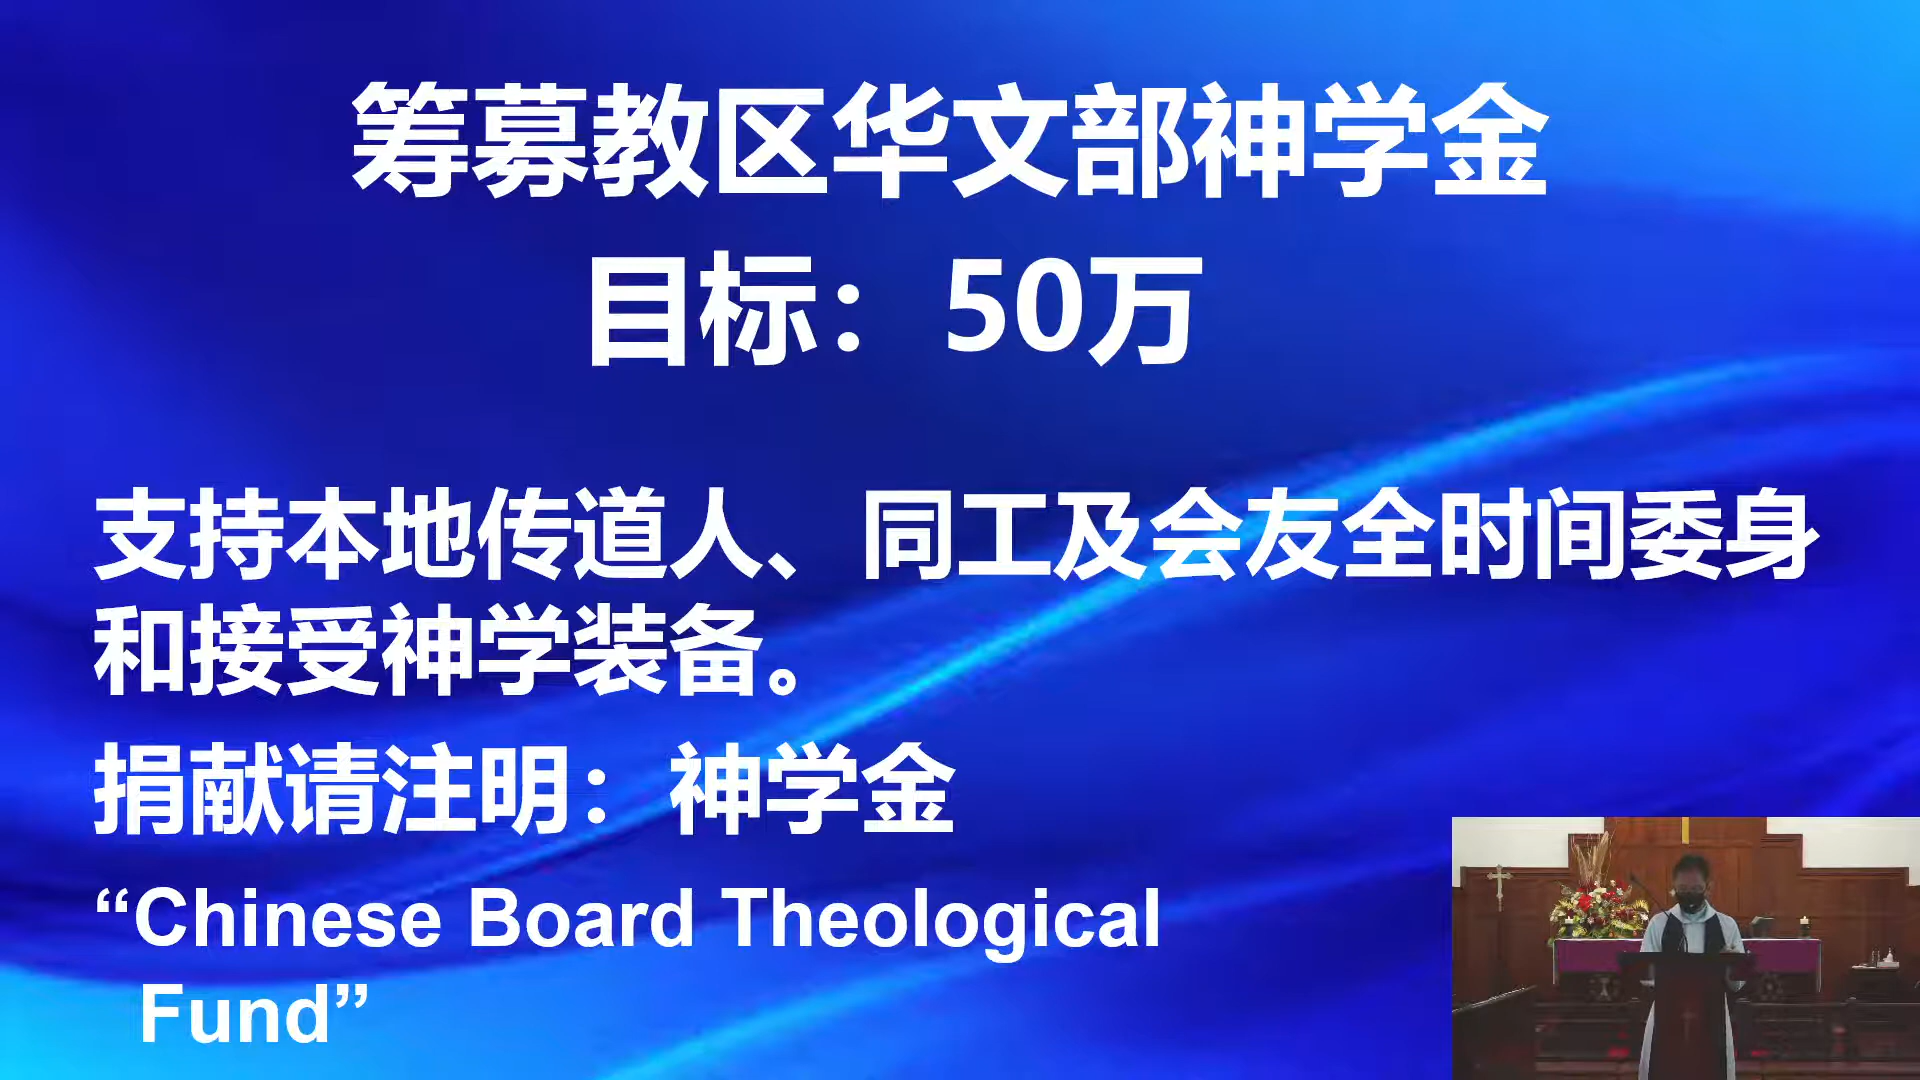 筹募教区华文部神学金
目标：50万
支持本地传道人、同工及会友全时间委身
和接受神学装备。
捐献请注明：神学金
“Chinese Board Theological
Fund”